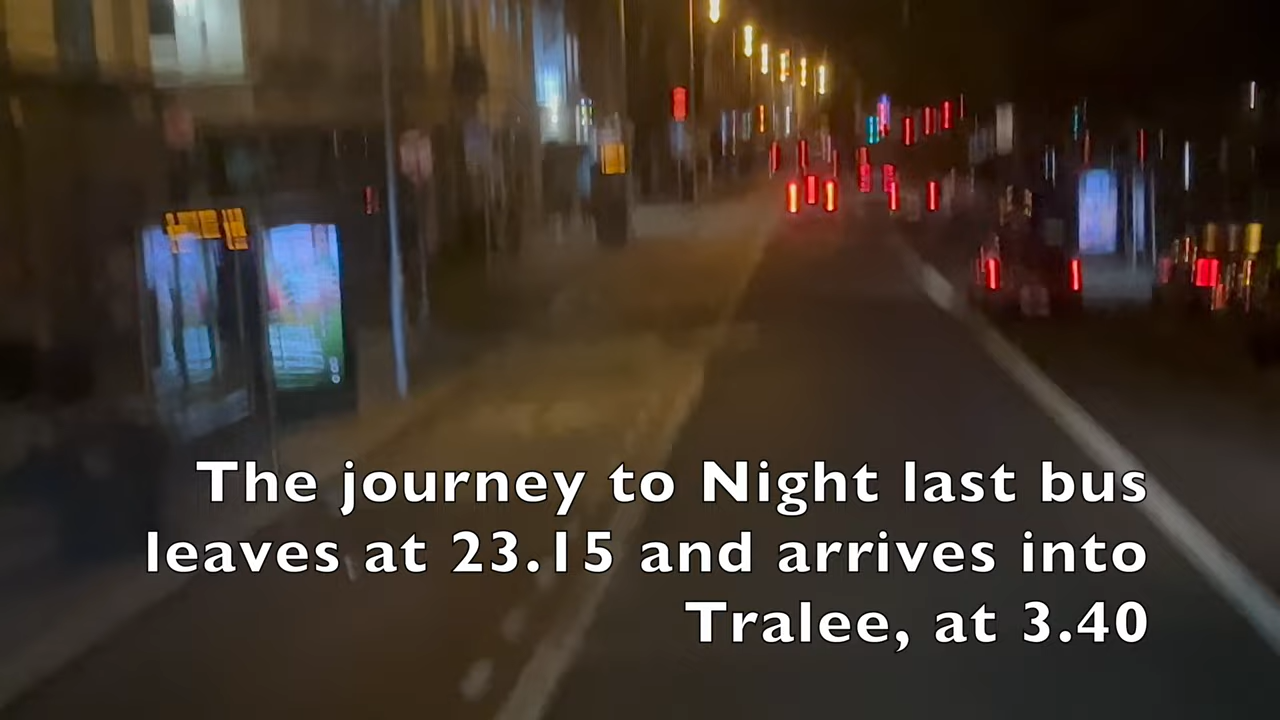 The journey to Night last bus
leaves at 23.15 and arrives into
Tralee, at 3.40